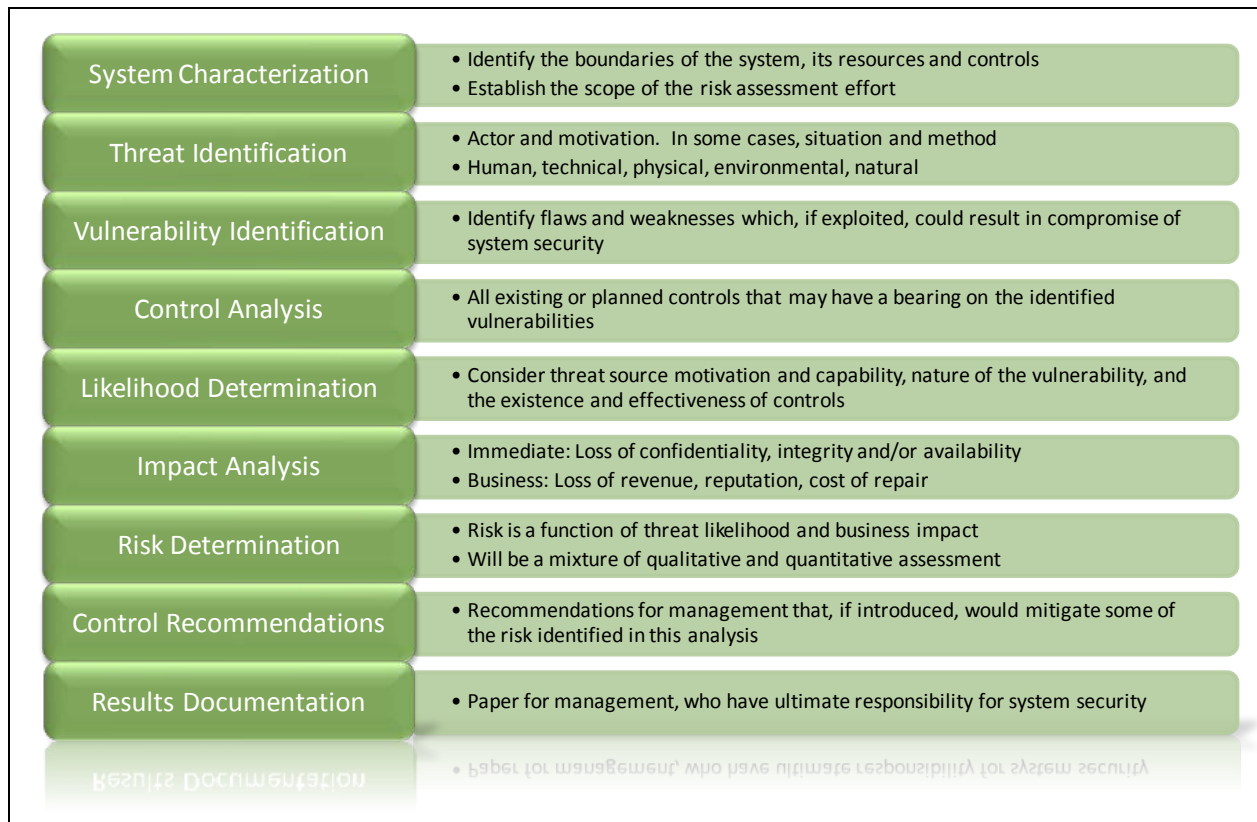 System Characterization
• Identify the boundaries of the system, its resources and controls
• Establish the scope of the risk assessment effort
Threat Identification
• Actor and motivation.  In some cases, situation and method
• Human, technical, physical, environmental, natural
Vulnerability Identification
• Identify flaws and weaknesses which, if exploited, could result in compromise of
system security
Control Analysis
• All existing or planned controls that may have a bearing on the identified
vulnerabilities
Likelihood Determination
• Consider threat source motivation and capability, nature of the vulnerability, and
the existence and effectiveness of controls
Impact Analysis
• Immediate: Loss of confidentiality, integrity and/or availability
• Business: Loss of revenue, reputation, cost of repair
Risk Determination
• Risk is a function of threat likelihood and business impact
• Will be a mixture of qualitative and quantitative assessment
Control Recommendations
• Recommendations for management that, if introduced, would mitigate some of
the risk identified in this analysis
Results Documentation
• Paper for management, who have ultimate responsibility for system security